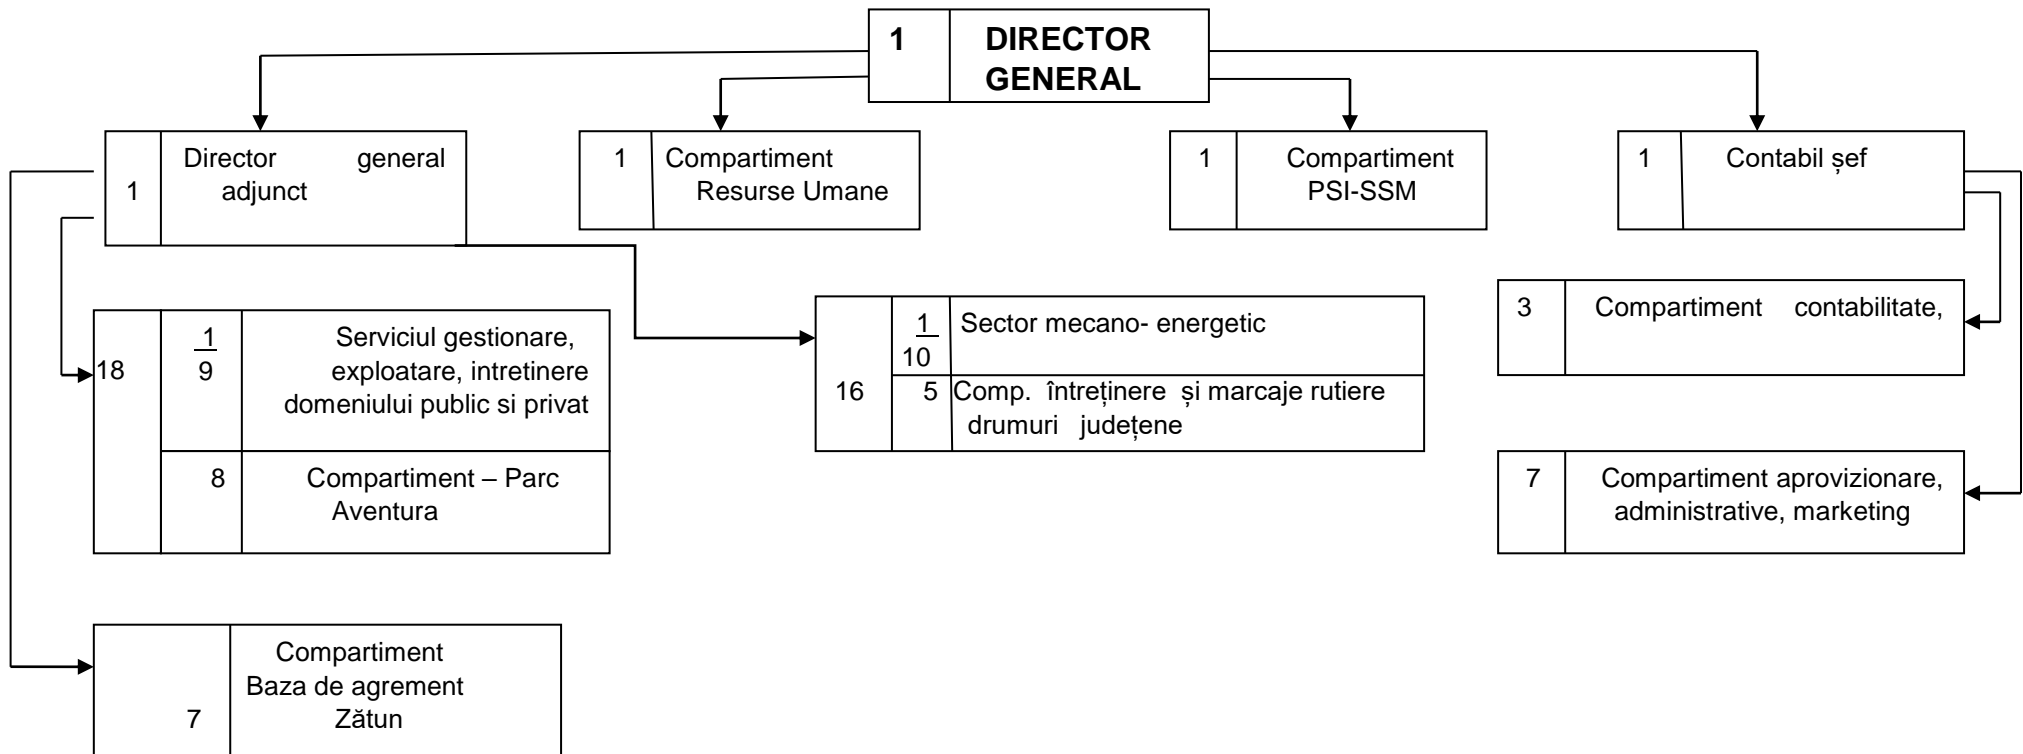 1 DIRECTOR
GENERAL
1 Director general
adjunct
1 Compartiment
Resurse Umane
1 Compartiment
PSI-SSM
1 Contabil șef
18
1
9
Serviciul gestionare,
exploatare, intretinere
domeniului public si privat
8 Compartiment – Parc
Aventura
16
1
10
Sector mecano- energetic
5 Comp. întreținere și marcaje rutiere
drumuri județene
3 Compartiment contabilitate,
7 Compartiment aprovizionare,
administrative, marketing
Compartiment
Baza de agrement
7 Zătun